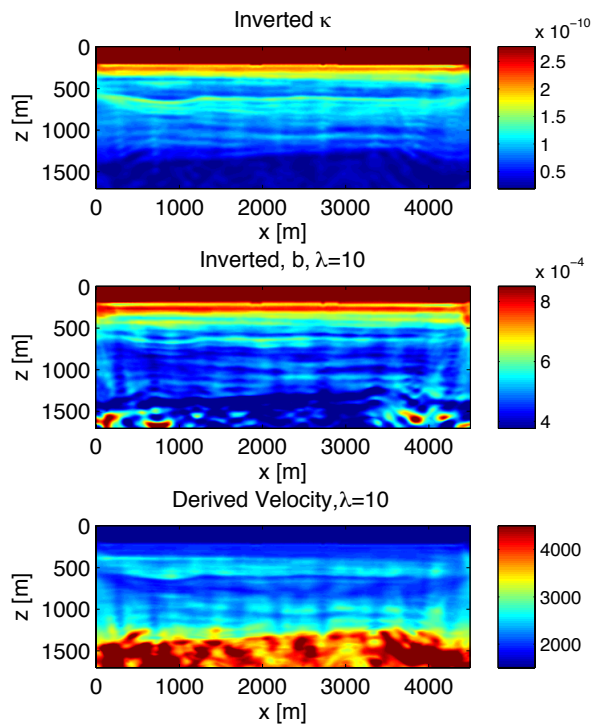 Inverted κ
x 10⁻¹⁰
0
500
1000
1500
z [m]
2.5
2
1.5
1
0.5
0 1000 2000 3000 4000
x [m]
Inverted, b, λ=10
x 10⁻⁴
0
500
1000
1500
z [m]
8
6
4
0 1000 2000 3000 4000
x [m]
Derived Velocity,λ=10
0
500
1000
1500
z [m]
4000
3000
2000
0 1000 2000 3000 4000
x [m]